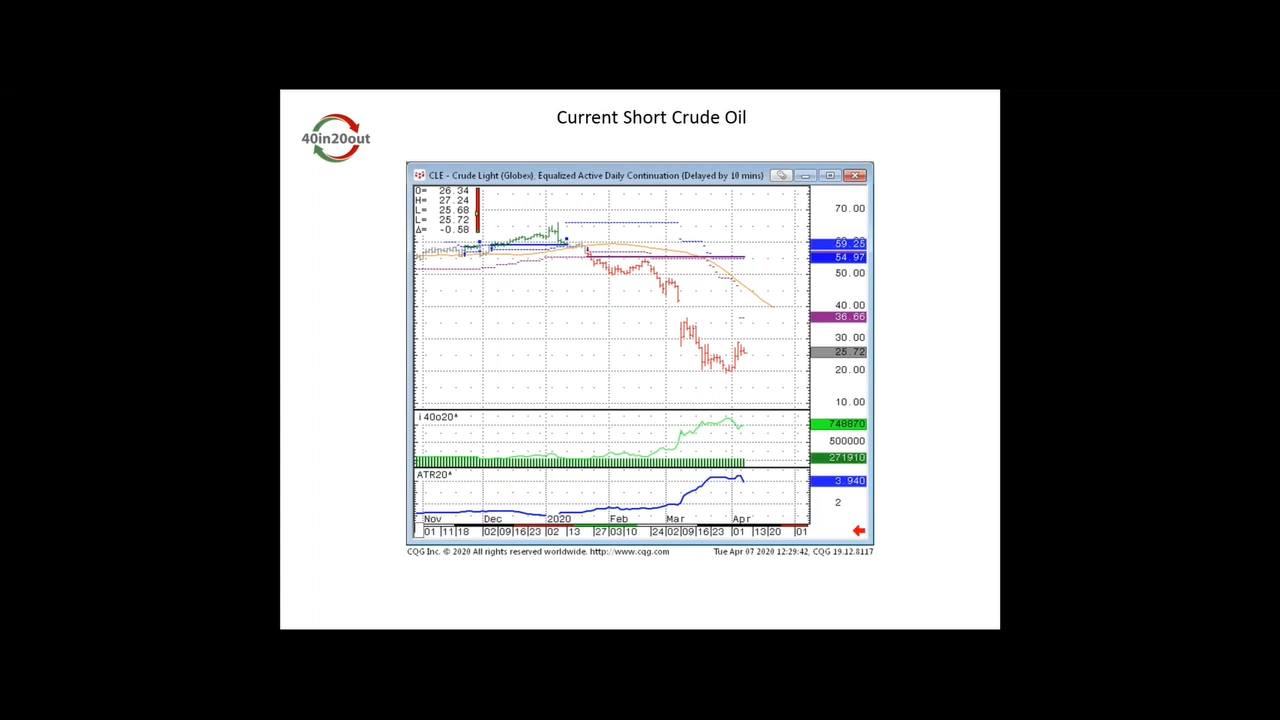 Current Short Crude Oil
40in20out
CLE - Crude Light (Globex), Equalized Active Daily Continuation (Delayed by 10 mins)
O= 26.34
H= 27.24
L= 25.68
L= 25.72
Δ= -0.58
70.00
59.25
54.97
50.00
40.00
36.66
30.00
25.72
20.00
10.00
i 40o20*
748870
500000
271910
ATR20*
3.940
2
Nov Dec 2020 Feb Mar Apr
01 11 18 02 09 16 23 02 13 27 03 10 24 02 09 16 23 01 13 20 01
CQG Inc. © 2020 All rights reserved worldwide. http://www.cqg.com Tue Apr 07 2020 12:29:42, CQG 19.12.8117